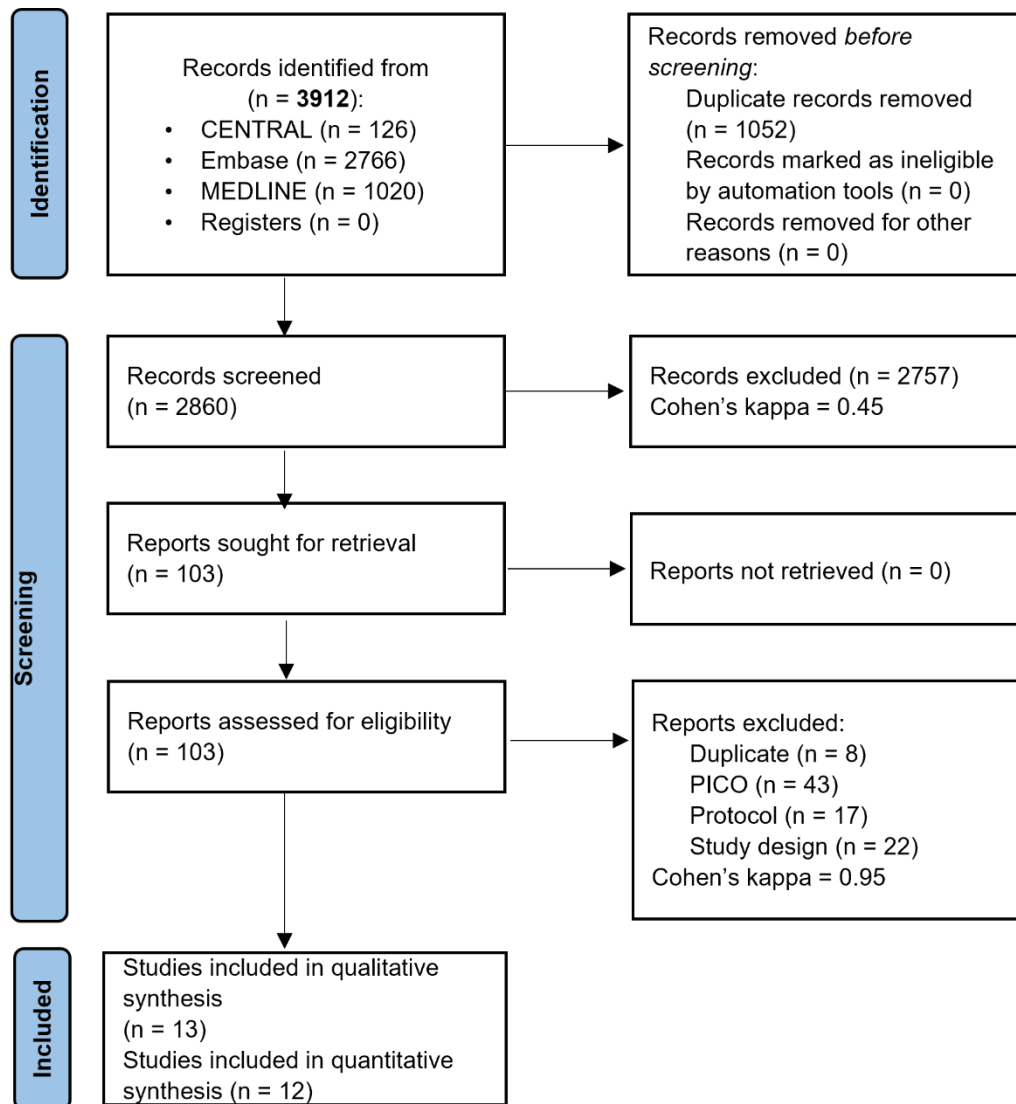 Identification
Records identified from
(n = 3912):
• CENTRAL (n = 126)
• Embase (n = 2766)
• MEDLINE (n = 1020)
• Registers (n = 0)
Records removed before
screening:
Duplicate records removed
(n = 1052)
Records marked as ineligible
by automation tools (n = 0)
Records removed for other
reasons (n = 0)
Screening
Records screened
(n = 2860)
Records excluded (n = 2757)
Cohen’s kappa = 0.45
Reports sought for retrieval
(n = 103)
Reports not retrieved (n = 0)
Reports assessed for eligibility
(n = 103)
Reports excluded:
Duplicate (n = 8)
PICO (n = 43)
Protocol (n = 17)
Study design (n = 22)
Cohen’s kappa = 0.95
Included
Studies included in qualitative
synthesis
(n = 13)
Studies included in quantitative
synthesis (n = 12)